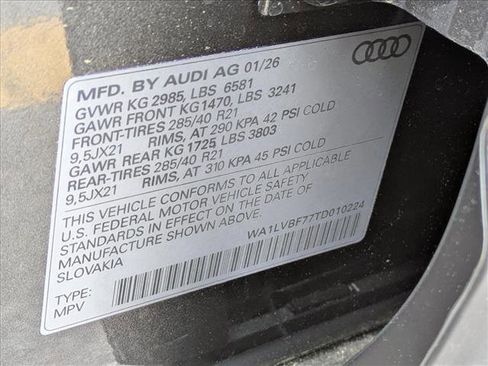 MFD. BY AUDI AG 01/26
GVWR KG 2985, LBS 6581
GAWR FRONT KG1470, LBS 3241
FRONT-TIRES 285/40 R21
9,5JX21 RIMS, AT 290 KPA 42 PSI COLD
GAWR REAR KG 1725 LBS 3803
REAR-TIRES 285/40 R21
9,5JX21 RIMS, AT 310 KPA 45 PSI COLD
THIS VEHICLE CONFORMS TO ALL APPLICABLE
U.S. FEDERAL MOTOR VEHICLE SAFETY
STANDARDS IN EFFECT ON THE DATE OF
MANUFACTURE SHOWN ABOVE.
SLOVAKIA
WA1LVBF77TD010224
TYPE:
MPV